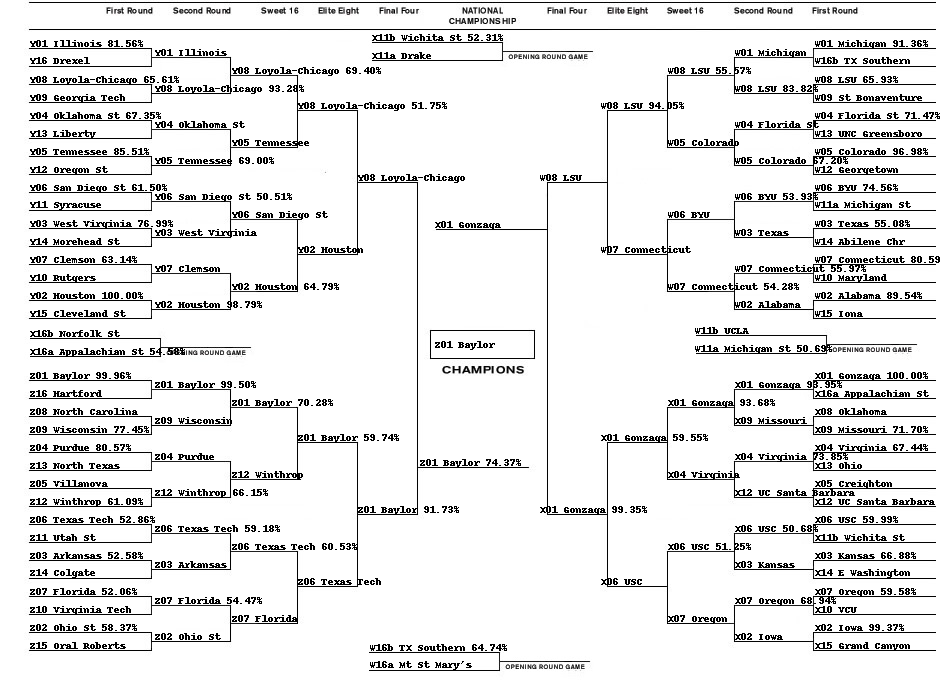 First Round Second Round Sweet 16 Elite Eight Final Four NATIONAL CHAMPIONSHIP Final Four Elite Eight Sweet 16 Second Round First Round
X11b Wichita St 52.31%
X11a Drake
OPENING ROUND GAME
Y01 Illinois 81.56%
Y16 Drexel
Y08 Loyola-Chicago 65.61%
Y09 Georgia Tech
Y04 Oklahoma St 67.35%
Y13 Liberty
Y05 Tennessee 85.51%
Y12 Oregon St
Y06 San Diego St 61.50%
Y11 Syracuse
Y03 West Virginia 76.99%
Y14 Morehead St
Y07 Clemson 63.14%
Y10 Rutgers
Y02 Houston 100.00%
Y15 Cleveland St
Y01 Illinois
Y08 Loyola-Chicago 93.28%
Y04 Oklahoma St
Y05 Tennessee 69.00%
Y06 San Diego St 50.51%
Y03 West Virginia
Y07 Clemson
Y02 Houston 98.79%
Y08 Loyola-Chicago 69.40%
Y05 Tennessee
Y06 San Diego St
Y02 Houston 64.79%
Y08 Loyola-Chicago 51.75%
Y02 Houston
Y08 Loyola-Chicago
X16b Norfolk St
X16a Appalachian St 54.58%
OPENING ROUND GAME
Z01 Baylor 99.96%
Z16 Hartford
Z08 North Carolina
Z09 Wisconsin 77.45%
Z04 Purdue 80.57%
Z13 North Texas
Z05 Villanova
Z12 Winthrop 61.09%
Z06 Texas Tech 52.86%
Z11 Utah St
Z03 Arkansas 52.58%
Z14 Colgate
Z07 Florida 52.06%
Z10 Virginia Tech
Z02 Ohio St 58.37%
Z15 Oral Roberts
Z01 Baylor 99.50%
Z09 Wisconsin
Z04 Purdue
Z12 Winthrop 66.15%
Z06 Texas Tech 59.18%
Z03 Arkansas
Z07 Florida 54.47%
Z02 Ohio St
Z01 Baylor 70.28%
Z12 Winthrop
Z06 Texas Tech 60.53%
Z07 Florida
Z01 Baylor 59.74%
Z06 Texas Tech
Z01 Baylor 91.73%
X01 Gonzaga
Z01 Baylor
CHAMPIONS
Z01 Baylor 74.37%
W08 LSU
W08 LSU 94.05%
W07 Connecticut
W08 LSU 55.57%
W05 Colorado
W06 BYU
W07 Connecticut 54.28%
W01 Michigan
W08 LSU 83.82%
W04 Florida St
W05 Colorado 67.20%
W06 BYU 53.93%
W03 Texas
W07 Connecticut 55.97%
W02 Alabama
W01 Michigan 91.36%
W16b TX Southern
W08 LSU 65.93%
W09 St Bonaventure
W04 Florida St 71.47%
W13 UNC Greensboro
W05 Colorado 96.98%
W12 Georgetown
W06 BYU 74.56%
W11a Michigan St
W03 Texas 55.08%
W14 Abilene Chr
W07 Connecticut 80.59
W10 Maryland
W02 Alabama 89.54%
W15 Iona
W11b UCLA
W11a Michigan St 50.69%
OPENING ROUND GAME
X01 Gonzaga 99.35%
X01 Gonzaga 59.55%
X06 USC
X01 Gonzaga 93.68%
X04 Virginia
X06 USC 51.25%
X07 Oregon
X01 Gonzaga 93.95%
X09 Missouri
X04 Virginia 73.85%
X12 UC Santa Barbara
X06 USC 50.68%
X03 Kansas
X07 Oregon 68.94%
X02 Iowa
X01 Gonzaga 100.00%
X16a Appalachian St
X08 Oklahoma
X09 Missouri 71.70%
X04 Virginia 67.44%
X13 Ohio
X05 Creighton
X12 UC Santa Barbara
X06 USC 59.99%
X11b Wichita St
X03 Kansas 66.88%
X14 E Washington
X07 Oregon 59.58%
X10 VCU
X02 Iowa 99.37%
X15 Grand Canyon
W16b TX Southern 64.74%
W16a Mt St Mary's
OPENING ROUND GAME